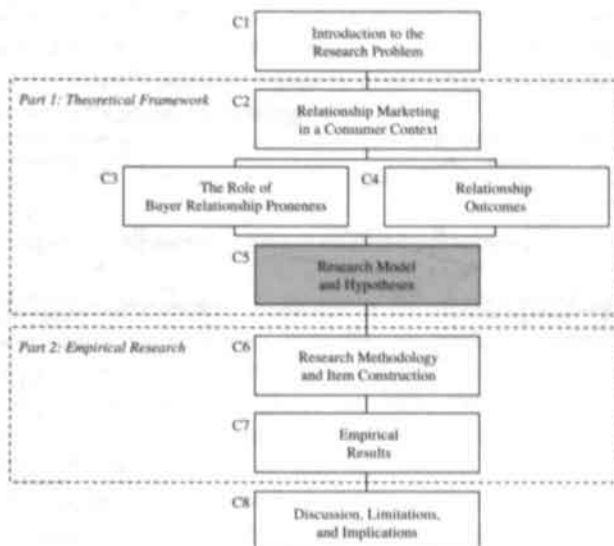 C1
Introduction to the
Research Problem
Part 1: Theoretical Framework
C2
Relationship Marketing
in a Consumer Context
C3
The Role of
Buyer Relationship Proneness
C4
Relationship
Outcomes
C5
Research Model
and Hypotheses
Part 2: Empirical Research
C6
Research Methodology
and Item Construction
C7
Empirical
Results
C8
Discussion, Limitations,
and Implications